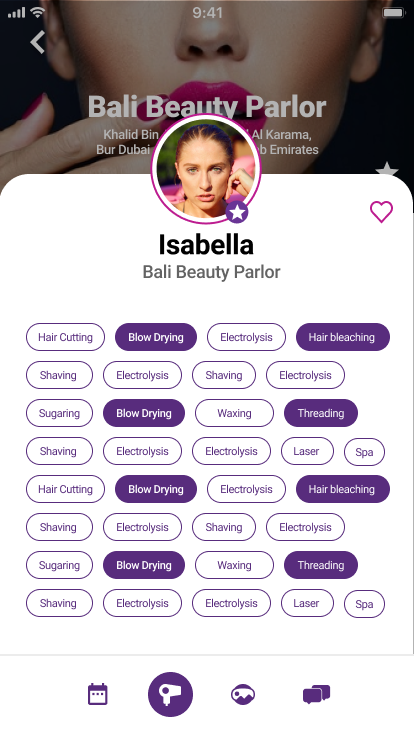 9:41
Bali Beauty Parlor
Khalid Bin Al Karama,
Bur Dubai Emirates
Isabella
Bali Beauty Parlor
Hair Cutting Blow Drying Electrolysis Hair bleaching
Shaving Electrolysis Shaving Electrolysis
Sugaring Blow Drying Waxing Threading
Shaving Electrolysis Electrolysis Laser Spa
Hair Cutting Blow Drying Electrolysis Hair bleaching
Shaving Electrolysis Shaving Electrolysis
Sugaring Blow Drying Waxing Threading
Shaving Electrolysis Electrolysis Laser Spa